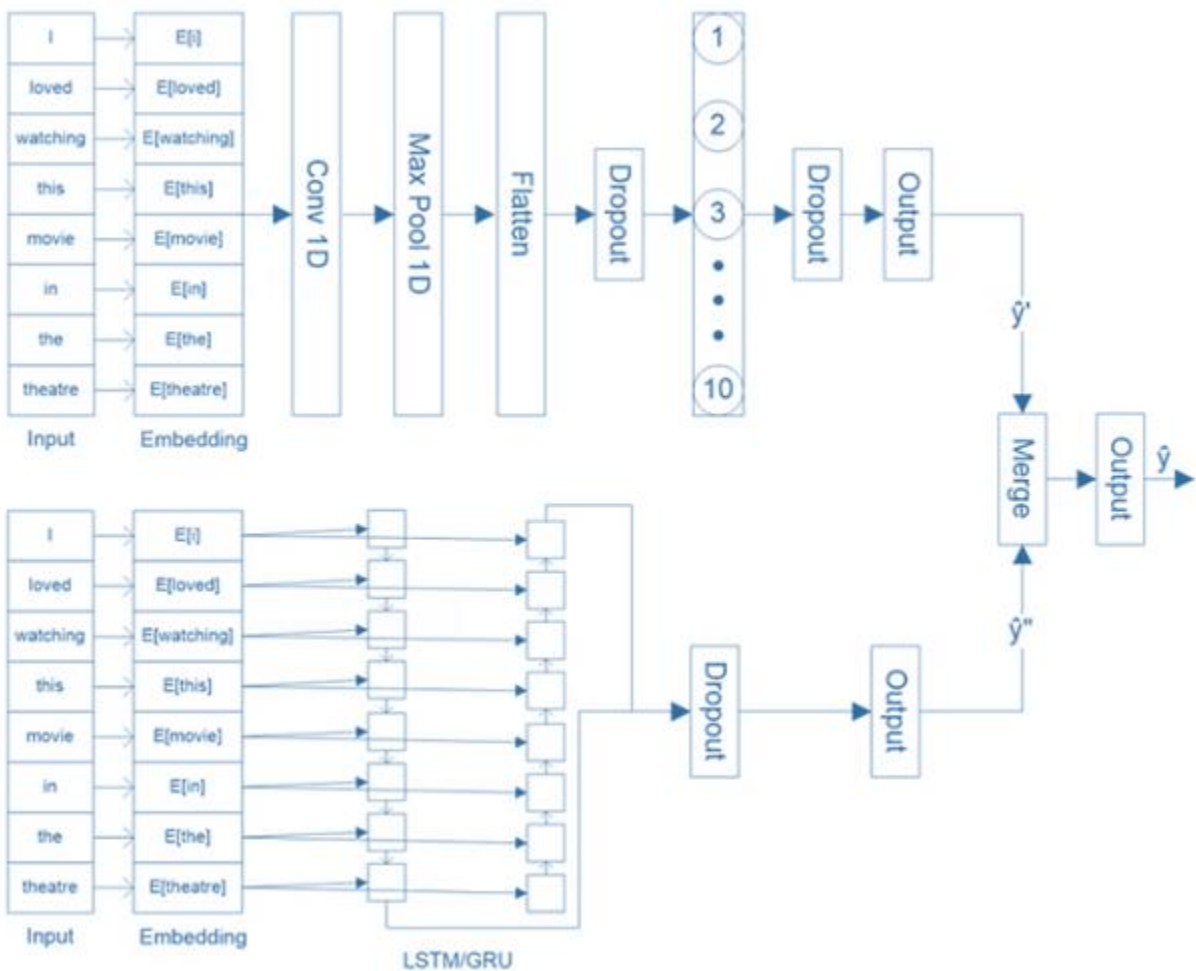 I
E[i]
loved
E[loved]
watching
E[watching]
this
E[this]
movie
E[movie]
in
E[in]
the
E[the]
theatre
E[theatre]
Input
Embedding
Conv 1D
Max Pool 1D
Flatten
Dropout
1
2
3
10
Dropout
Output
ŷ'
Merge
Output
ŷ
I
E[i]
loved
E[loved]
watching
E[watching]
this
E[this]
movie
E[movie]
in
E[in]
the
E[the]
theatre
E[theatre]
Input
Embedding
LSTM/GRU
Dropout
Output
ŷ"